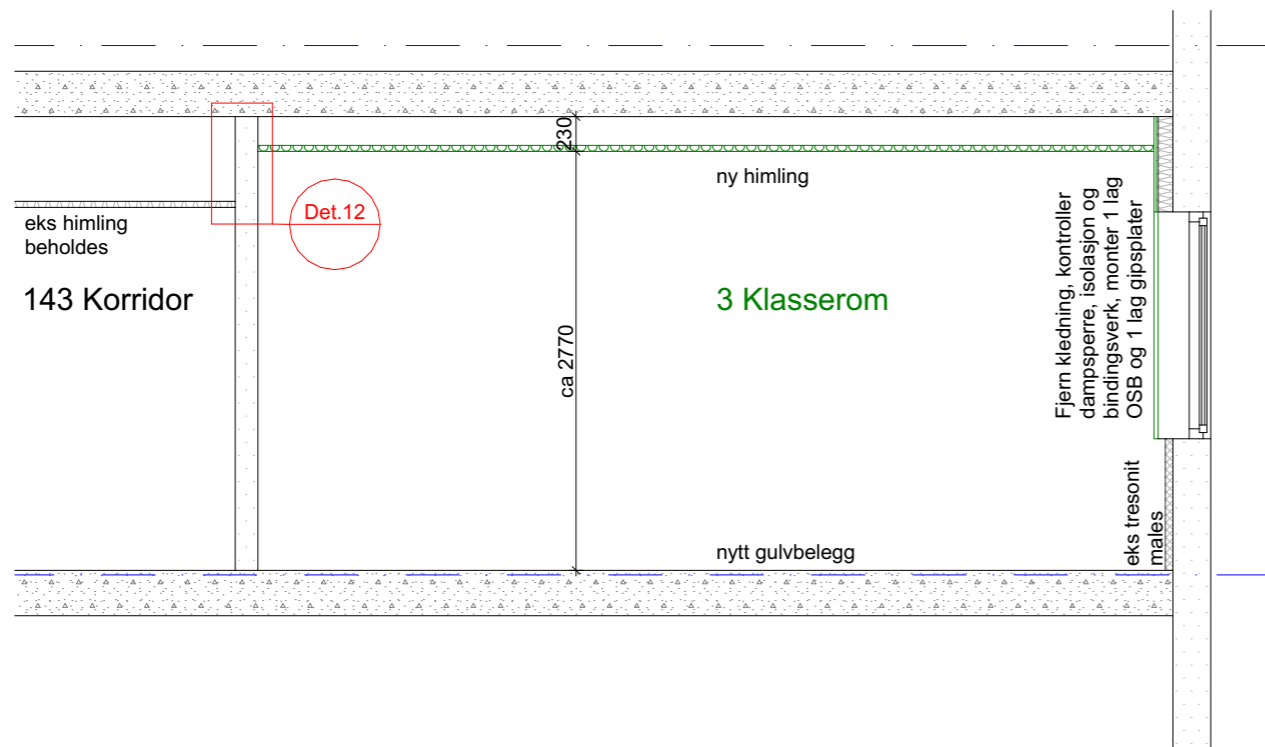 230
ny himling
Det.12
eks himling
beholdes
143 Korridor
3 Klasserom
ca 2770
Fjern kledning, kontroller
dampsperre, isolasjon og
bindingsverk, monter 1 lag
OSB og 1 lag gipsplater
eks tresonit
males
nytt gulvbelegg